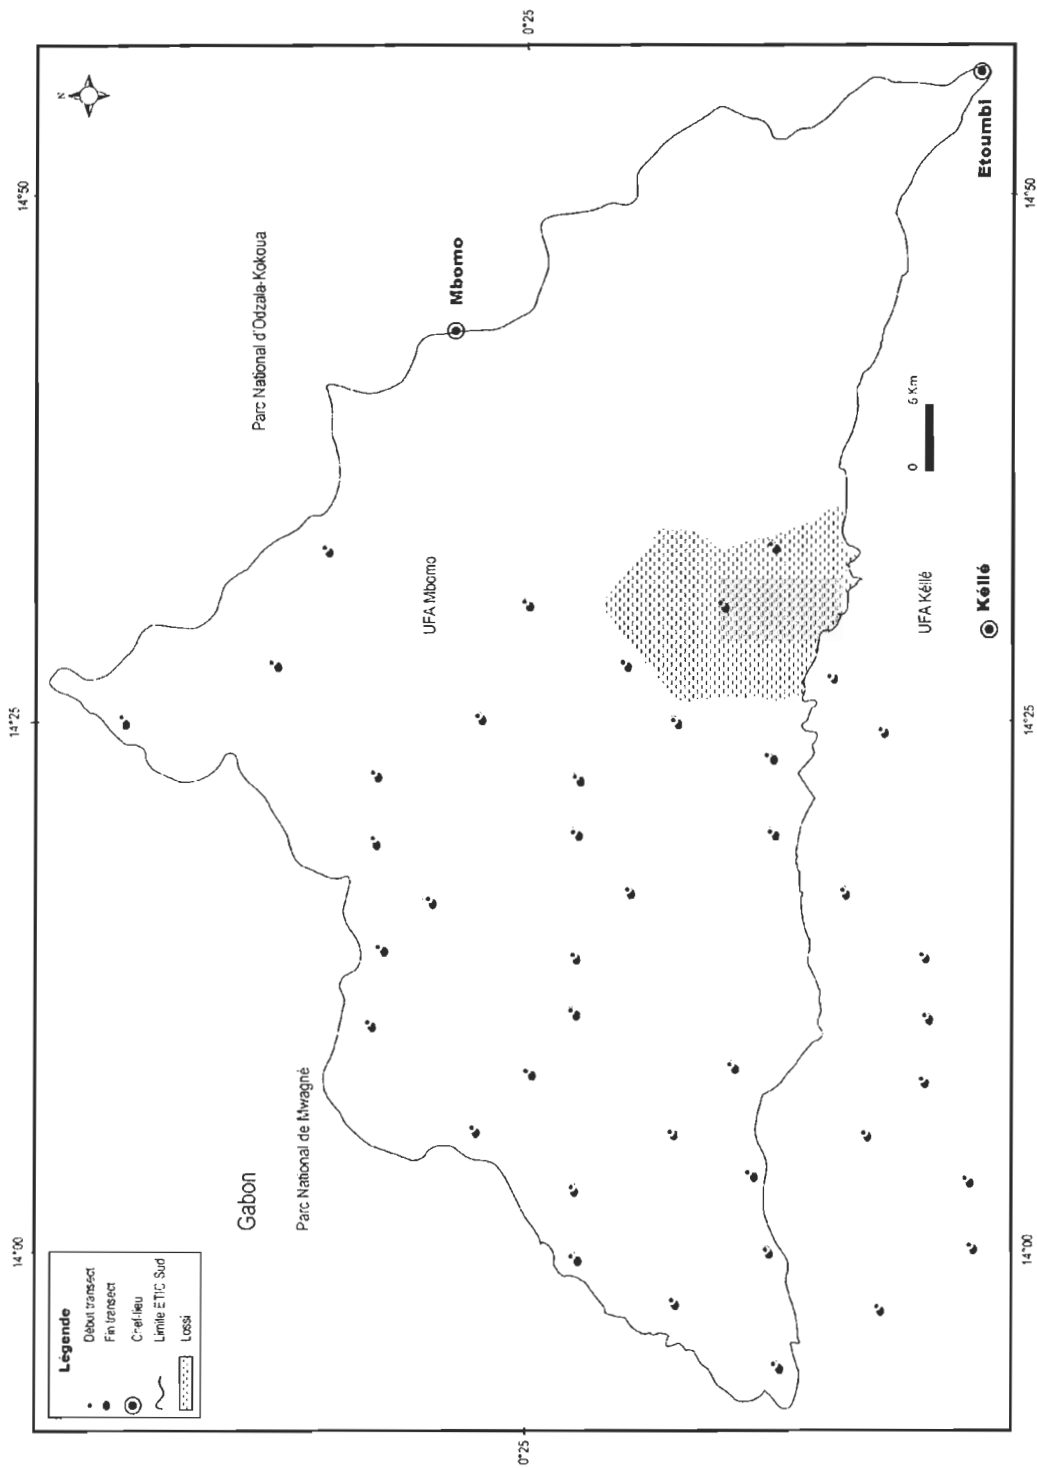 14°00
14°25
14°50
Légende
Début transect
Fin transect
Chef-lieu
Limite ETIC Sud
Lossi
N
Gabon
Parc National de Mwagné
Parc National d'Odzala-Kokoua
Mbomo
UFA Mbomo
0°25
0°25
UFA Kéllé
Kéllé
0
5 Km
Etoumbi
14°00
14°25
14°50